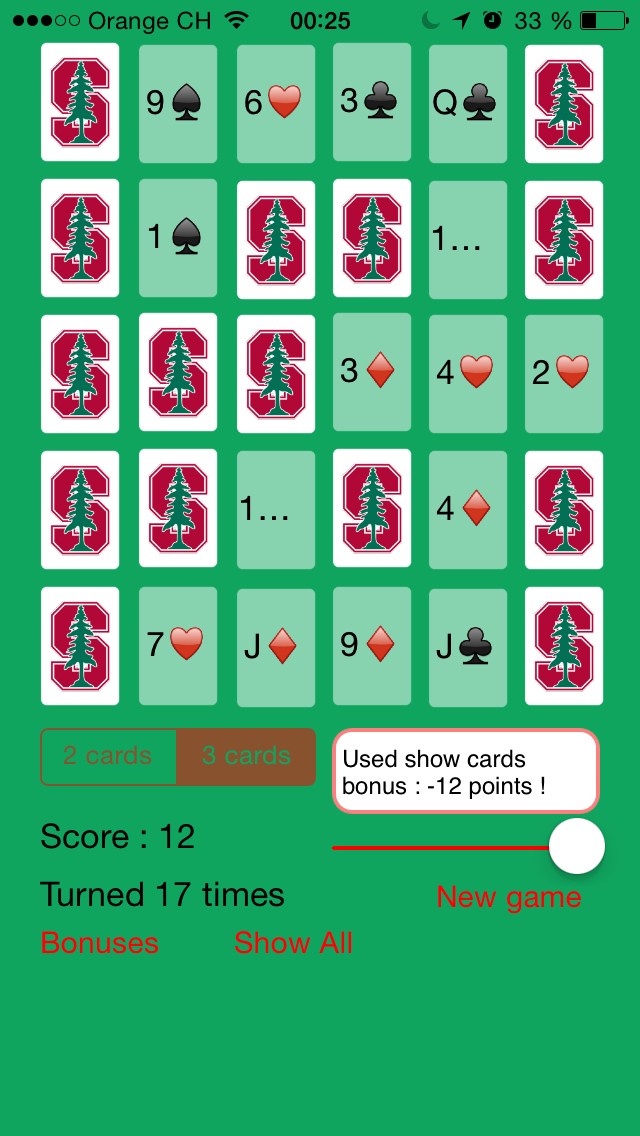 Orange CH 00:25 33 %
9♠ 6♥ 3♣ Q♣
1♠ 1...
3♦ 4♥ 2♥
1... 4♦
7♥ J♦ 9♦ J♣
2 cards 3 cards
Used show cards
bonus : -12 points !
Score : 12
Turned 17 times
New game
Bonuses Show All